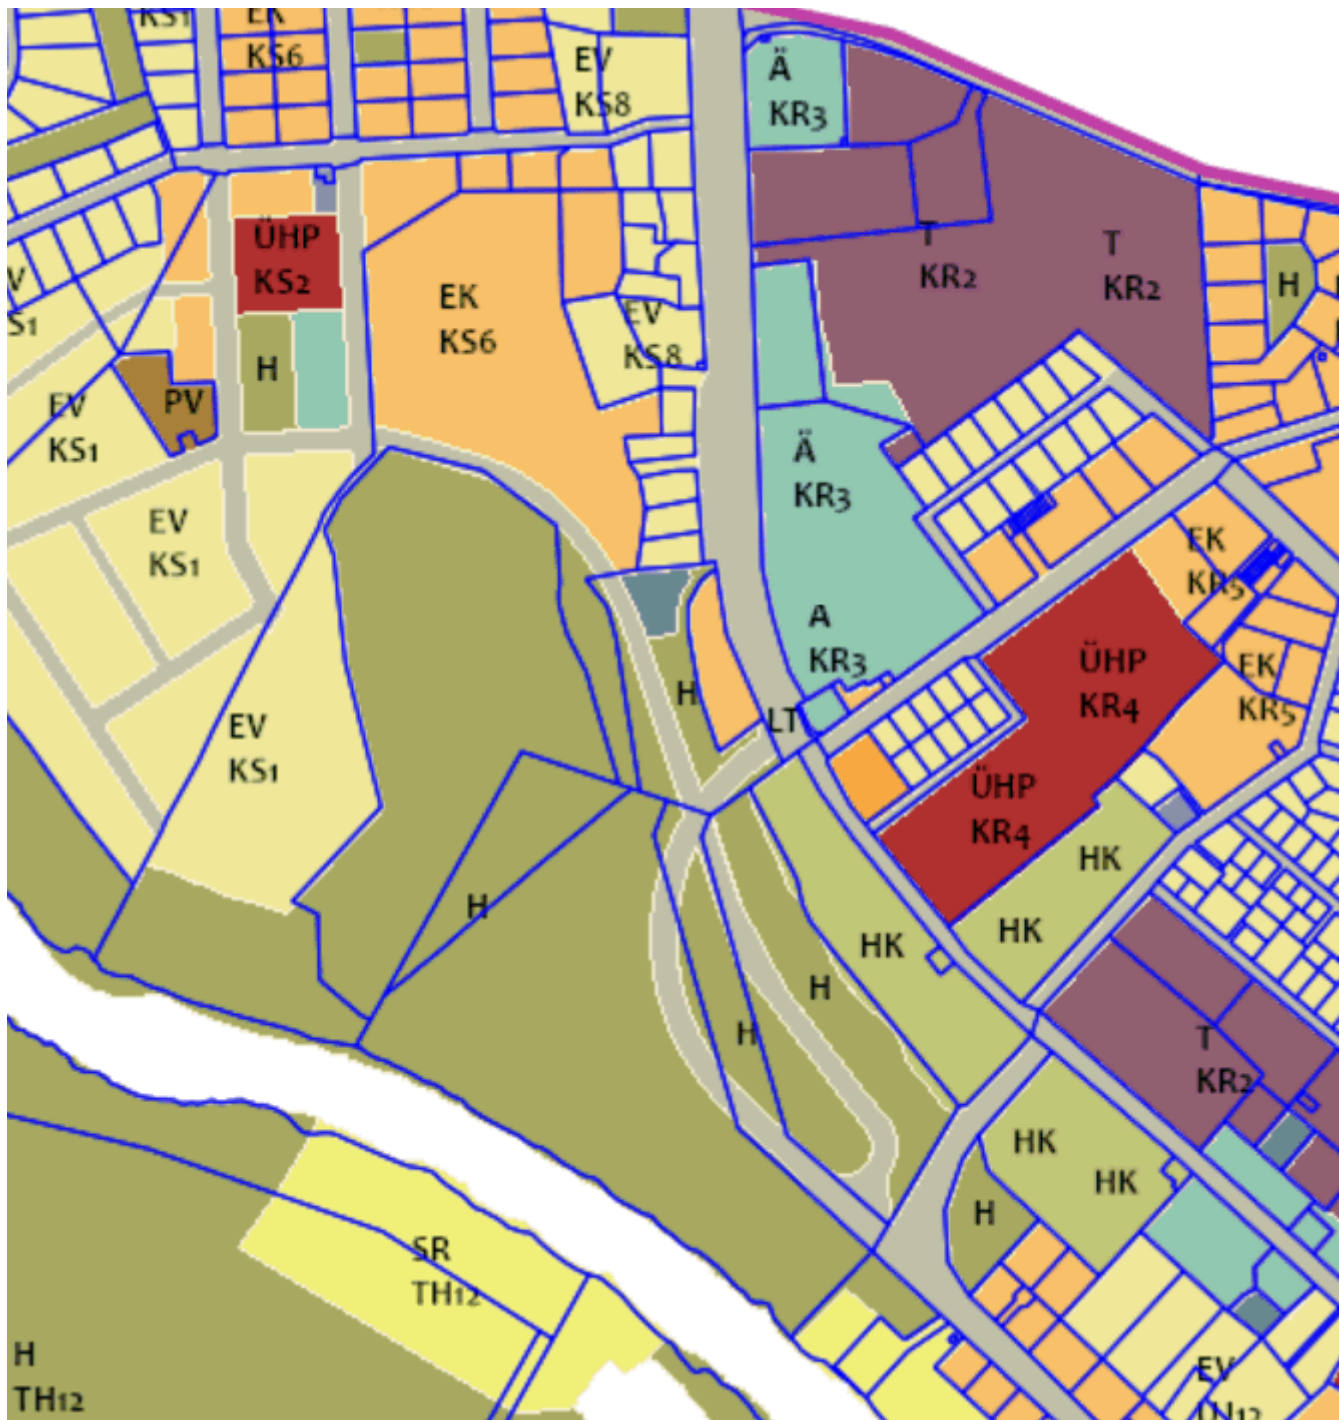 KS1
EK
KS6
EV
KS8
Ä
KR3
ÜHP
KS2
T
KR2
T
KR2
V
S1
EK
KS6
EV
KS8
H
H
PV
EV
KS1
Ä
KR3
EV
KS1
EK
KR5
A
KR3
ÜHP
KR4
EK
KR5
H
LT
EV
KS1
ÜHP
KR4
HK
H
HK
HK
H
H
T
KR2
HK
HK
H
SR
TH12
H
TH12
EV